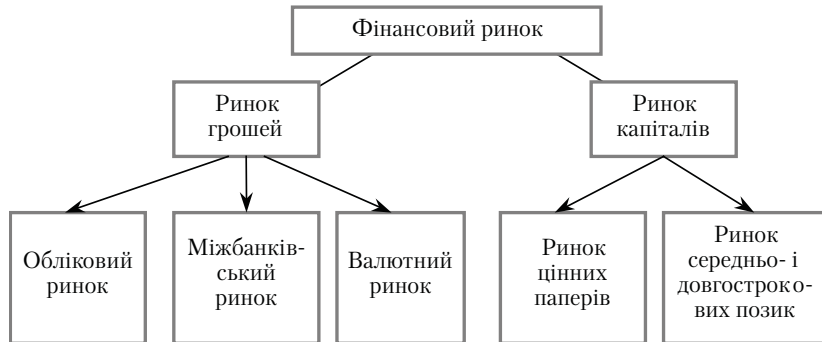 Фінансовий ринок
Ринок
грошей
Ринок
капіталів
Обліковий
ринок
Міжбанків-
ський
ринок
Валютний
ринок
Ринок
цінних
паперів
Ринок
середньо- і
довгостроко-
вих позик